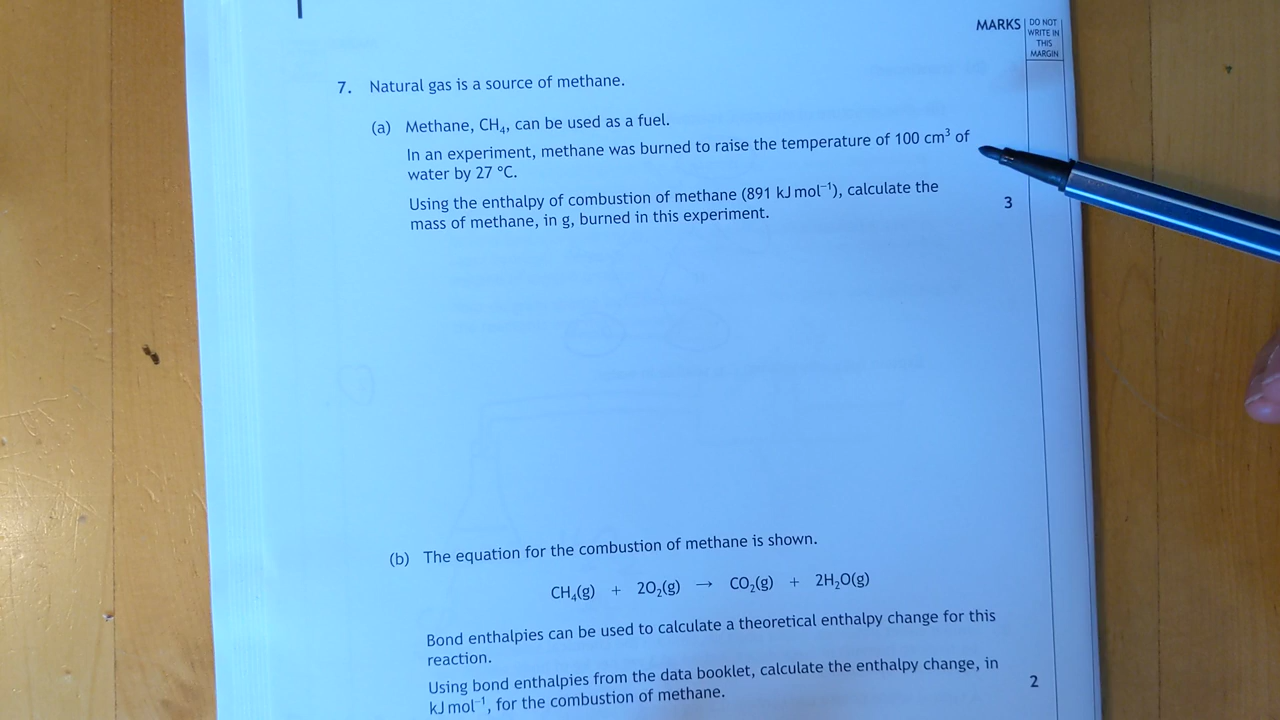 MARKS
DO NOT
WRITE IN
THIS
MARGIN
7. Natural gas is a source of methane.
(a) Methane, CH₄, can be used as a fuel.
In an experiment, methane was burned to raise the temperature of 100 cm³ of
water by 27 °C.
Using the enthalpy of combustion of methane (891 kJ mol⁻¹), calculate the
mass of methane, in g, burned in this experiment.
3
(b) The equation for the combustion of methane is shown.
CH₄(g) + 2O₂(g) → CO₂(g) + 2H₂O(g)
Bond enthalpies can be used to calculate a theoretical enthalpy change for this
reaction.
Using bond enthalpies from the data booklet, calculate the enthalpy change, in
kJ mol⁻¹, for the combustion of methane.
2